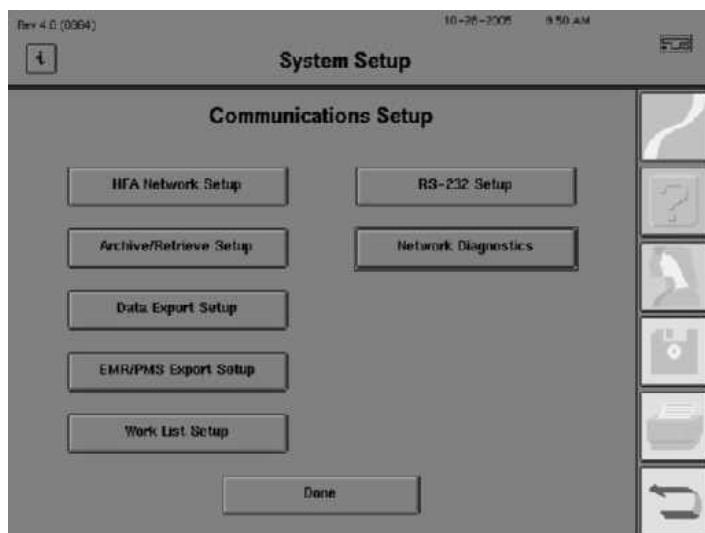 Rev 4.0 (0364)
10-26-2005 9:50 AM
i
System Setup
Communications Setup
HFA Network Setup
RS-232 Setup
Archive/Retrieve Setup
Network Diagnostics
Data Export Setup
EMR/PMS Export Setup
Work List Setup
Done
?